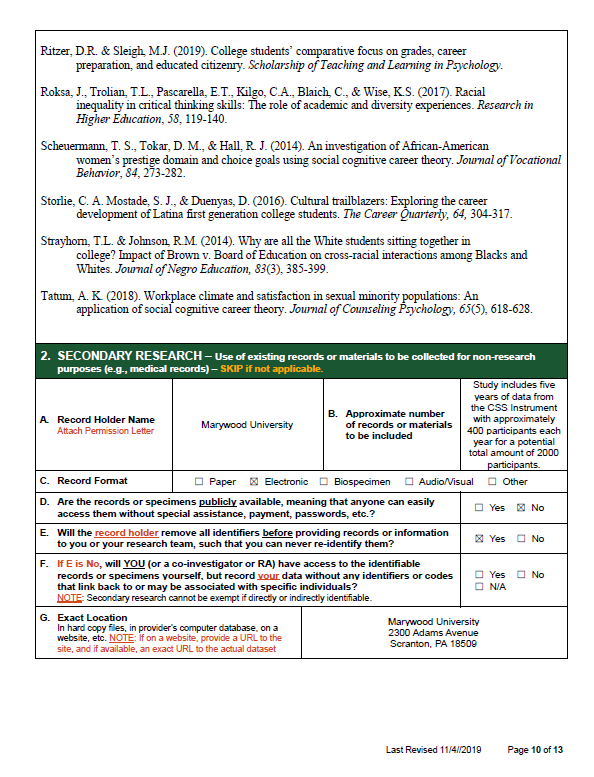 Ritzer, D.R. & Sleigh, M.J. (2019). College students’ comparative focus on grades, career
preparation, and educated citizenry. Scholarship of Teaching and Learning in Psychology.
Roksa, J., Trolian, T.L., Pascarella, E.T., Kilgo, C.A., Blaich, C., & Wise, K.S. (2017). Racial
inequality in critical thinking skills: The role of academic and diversity experiences. Research in
Higher Education, 58, 119-140.
Scheuermann, T. S., Tokar, D. M., & Hall, R. J. (2014). An investigation of African-American
women’s prestige domain and choice goals using social cognitive career theory. Journal of Vocational
Behavior, 84, 273-282.
Storlie, C. A. Mostade, S. J., & Duenyas, D. (2016). Cultural trailblazers: Exploring the career
development of Latina first generation college students. The Career Quarterly, 64, 304-317.
Strayhorn, T.L. & Johnson, R.M. (2014). Why are all the White students sitting together in
college? Impact of Brown v. Board of Education on cross-racial interactions among Blacks and
Whites. Journal of Negro Education, 83(3), 385-399.
Tatum, A. K. (2018). Workplace climate and satisfaction in sexual minority populations: An
application of social cognitive career theory. Journal of Counseling Psychology, 65(5), 618-628.
2. SECONDARY RESEARCH – Use of existing records or materials to be collected for non-research
purposes (e.g., medical records) – SKIP if not applicable.
A. Record Holder Name
Attach Permission Letter
Marywood University
B. Approximate number
of records or materials
to be included
Study includes five
years of data from
the CSS Instrument
with approximately
400 participants each
year for a potential
total amount of 2000
participants.
C. Record Format
☐ Paper ☒ Electronic ☐ Biospecimen ☐ Audio/Visual ☐ Other
D. Are the records or specimens publicly available, meaning that anyone can easily
access them without special assistance, payment, passwords, etc.?
☐ Yes ☒ No
E. Will the record holder remove all identifiers before providing records or information
to you or your research team, such that you can never re-identify them?
☒ Yes ☐ No
F. If E is No, will YOU (or a co-investigator or RA) have access to the identifiable
records or specimens yourself, but record your data without any identifiers or codes
that link back to or may be associated with specific individuals?
NOTE: Secondary research cannot be exempt if directly or indirectly identifiable.
☐ Yes ☐ No
☐ N/A
G. Exact Location
In hard copy files, in provider's computer database, on a
website, etc. NOTE: If on a website, provide a URL to the
site, and if available, an exact URL to the actual dataset
Marywood University
2300 Adams Avenue
Scranton, PA 18509
Last Revised 11/4//2019 Page 10 of 13